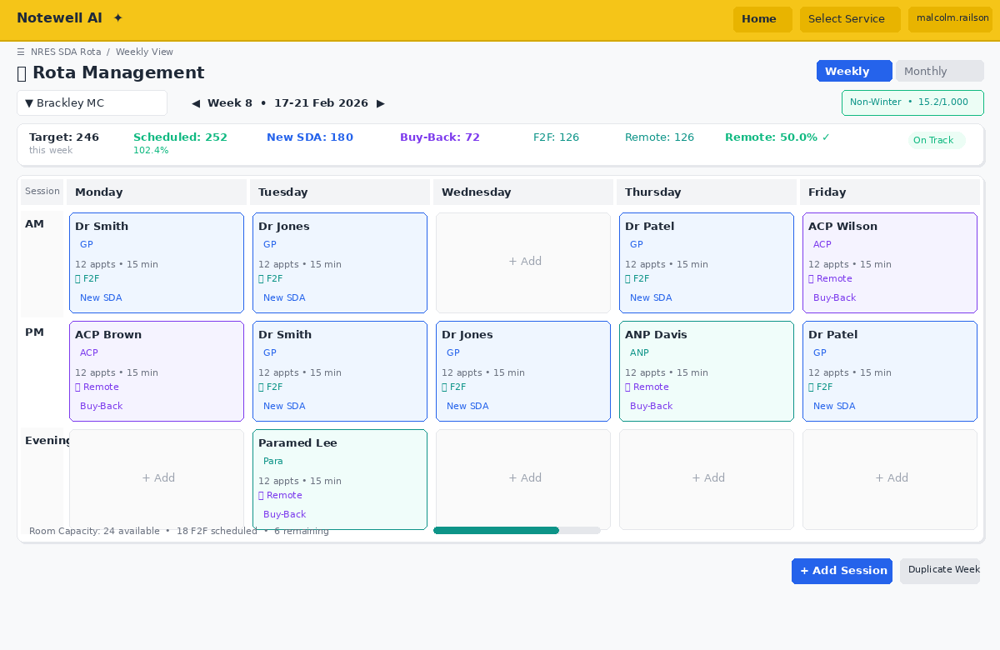 Notewell AI ✦
Home
Select Service
malcolm.railson
☰ NRES SDA Rota / Weekly View
Rota Management
Weekly
Monthly
▼ Brackley MC
◀ Week 8 • 17-21 Feb 2026 ▶
Non-Winter • 15.2/1,000
Target: 246
this week
Scheduled: 252
102.4%
New SDA: 180
Buy-Back: 72
F2F: 126
Remote: 126
Remote: 50.0% ✓
On Track
Session
Monday
Tuesday
Wednesday
Thursday
Friday
AM
Dr Smith
GP
12 appts • 15 min
F2F
New SDA
Dr Jones
GP
12 appts • 15 min
F2F
New SDA
+ Add
Dr Patel
GP
12 appts • 15 min
F2F
New SDA
ACP Wilson
ACP
12 appts • 15 min
Remote
Buy-Back
PM
ACP Brown
ACP
12 appts • 15 min
Remote
Buy-Back
Dr Smith
GP
12 appts • 15 min
F2F
New SDA
Dr Jones
GP
12 appts • 15 min
F2F
New SDA
ANP Davis
ANP
12 appts • 15 min
Remote
Buy-Back
Dr Patel
GP
12 appts • 15 min
F2F
New SDA
Evening
+ Add
Paramed Lee
Para
12 appts • 15 min
Remote
Buy-Back
+ Add
+ Add
+ Add
Room Capacity: 24 available • 18 F2F scheduled • 6 remaining
+ Add Session
Duplicate Week